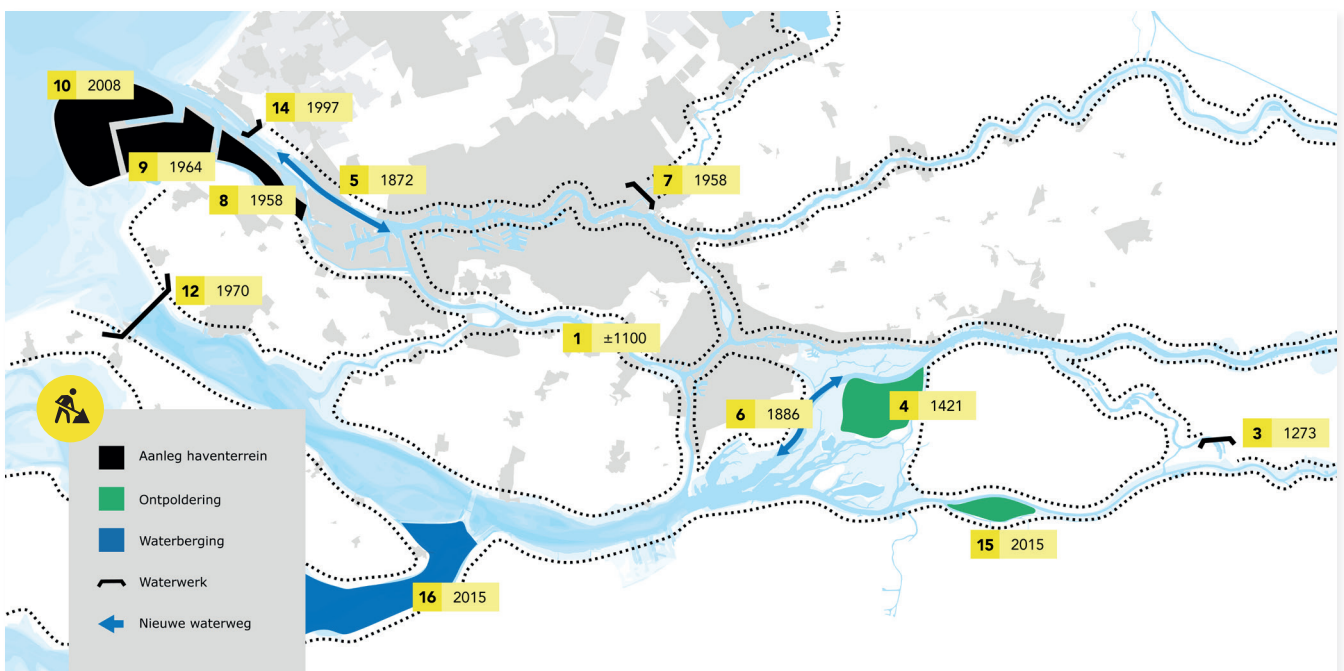 10 2008
14 1997
9 1964
5 1872
7 1958
8 1958
12 1970
1 ±1100
6 1886
4 1421
3 1273
15 2015
16 2015
Aanleg haventerrein
Ontpoldering
Waterberging
Waterwerk
Nieuwe waterweg